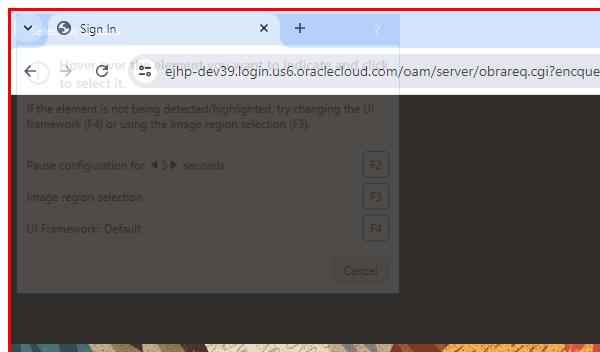 Sign In
Select
?
Hover over the element you want to indicate and click
to select it.
ejhp-dev39.login.us6.oraclecloud.com/oam/server/obrareq.cgi?encque
If the element is not being detected/highlighted, try changing the UI
framework (F4) or using the Image region selection (F3).
Pause configuration for 5 seconds
F2
Image region selection
F3
UI Framework: Default
F4
Cancel